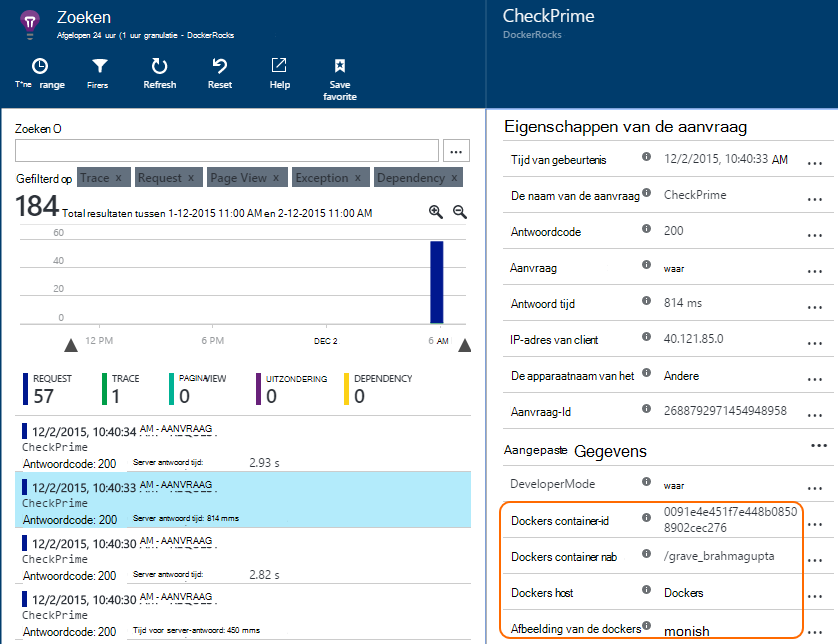 Zoeken
Afgelopen 24 uur (1 uur granulatie - DockerRocks
T*ne range
Firers
Refresh
Reset
Help
Save favorite
Zoeken O
...
Gefilterd op Trace x Request x Page View x Exception x Dependency x
184 Total resultaten tussen 1-12-2015 11:00 AM en 2-12-2015 11:00 AM
60
40
20
0
12 PM 6 PM DEC 2 6 AM
REQUEST
57
TRACE
1
PAGINAVIEW
0
UITZONDERING
0
DEPENDENCY
0
12/2/2015, 10:40:34 AM - AANVRAAG
CheckPrime
Antwoordcode: 200 Server antwoord tijd: 2.93 s
12/2/2015, 10:40:33 AM - AANVRAAG
CheckPrime
Antwoordcode: 200 Server antwoord tijd: 814 mms
12/2/2015, 10:40:30 AM - AANVRAAG
CheckPrime
Antwoordcode: 200 Server antwoord tijd: 2.82 s
12/2/2015, 10:40:30 AM - AANVRAAG
CheckPrime
Antwoordcode: 200 Tijd voor server-antwoord: 450 mms
CheckPrime
DockerRocks
Eigenschappen van de aanvraag
Tijd van gebeurtenis 12/2/2015, 10:40:33 AM ...
De naam van de aanvraag CheckPrime ...
Antwoordcode 200 ...
Aanvraag waar ...
Antwoord tijd 814 ms ...
IP-adres van client 40.121.85.0 ...
De apparaatnaam van het Andere ...
Aanvraag-Id 2688792971454948958 ...
Aangepaste Gegevens ...
DeveloperMode waar ...
Dockers container-id 0091e4e451f7e448b0850
8902cec276 ...
Dockers container nab /grave_brahmagupta ...
Dockers host Dockers ...
Afbeelding van de dockers monish ...